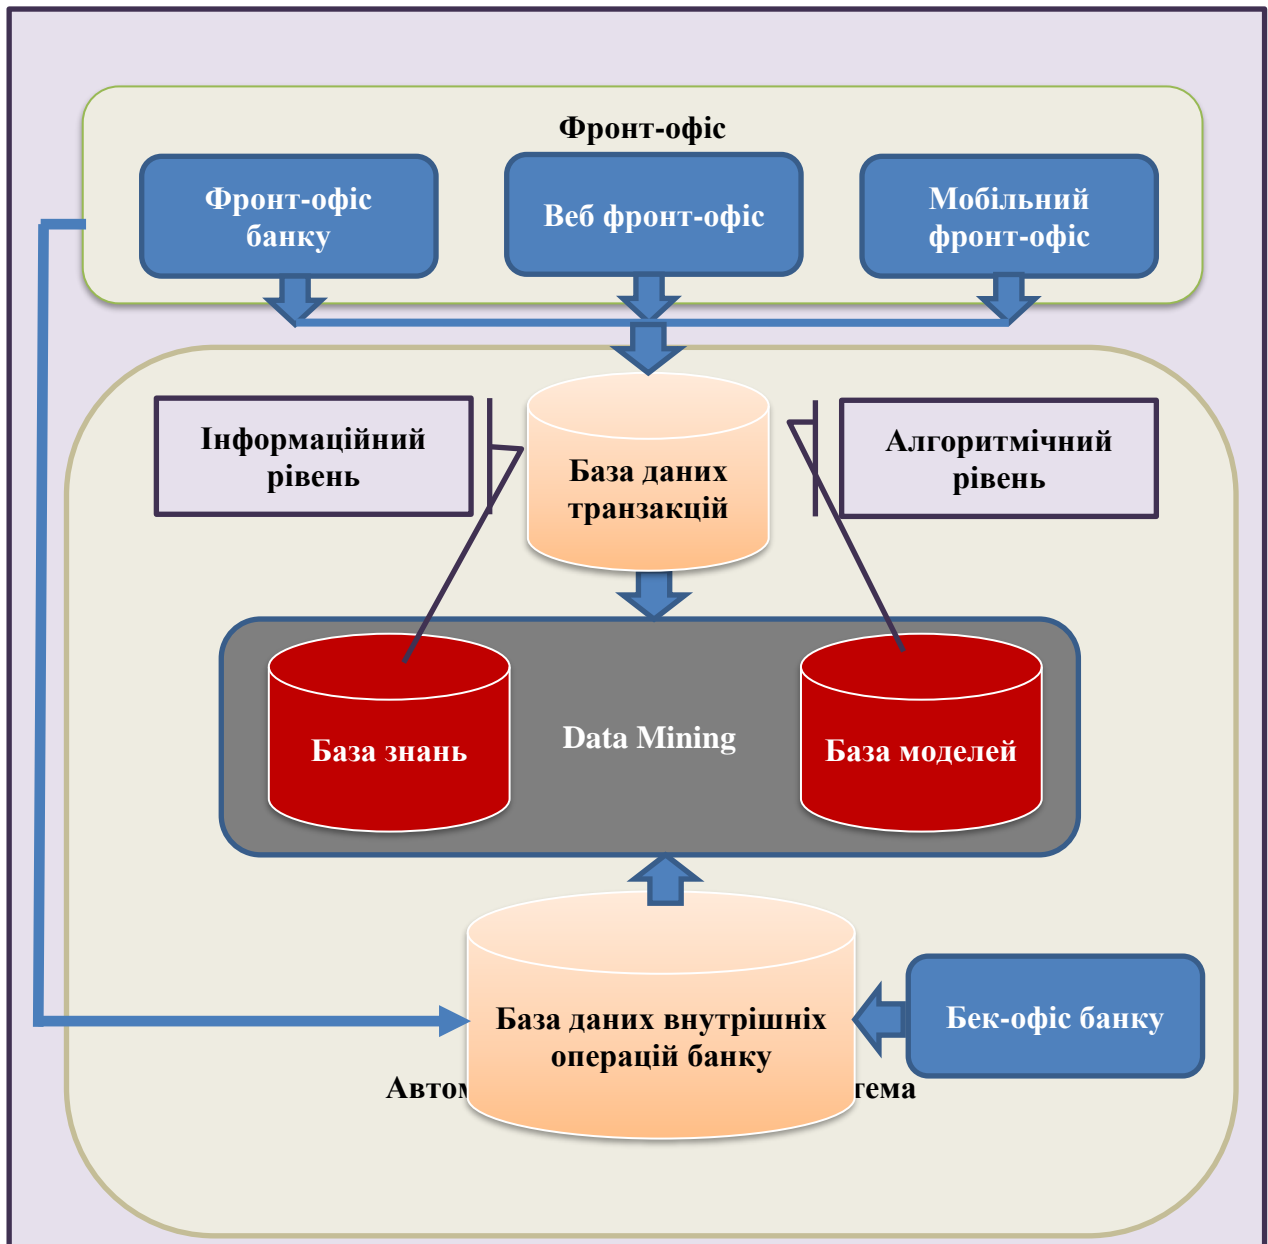 Фронт-офіс
Фронт-офіс
банку
Веб фронт-офіс
Мобільний
фронт-офіс
Інформаційний
рівень
База даних
транзакцій
Алгоритмічний
рівень
База знань
Data Mining
База моделей
База даних внутрішніх
операцій банку
Бек-офіс банку